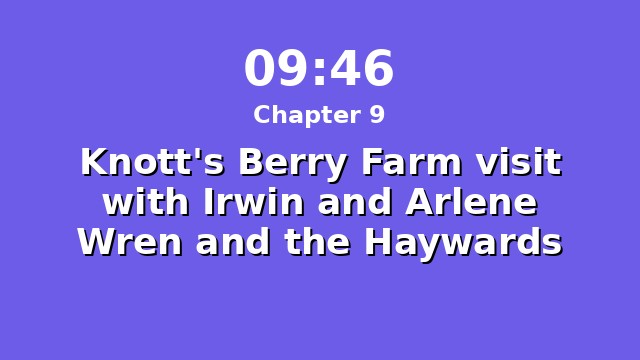 09:46
Chapter 9
Knott's Berry Farm visit
with Irwin and Arlene
Wren and the Haywards